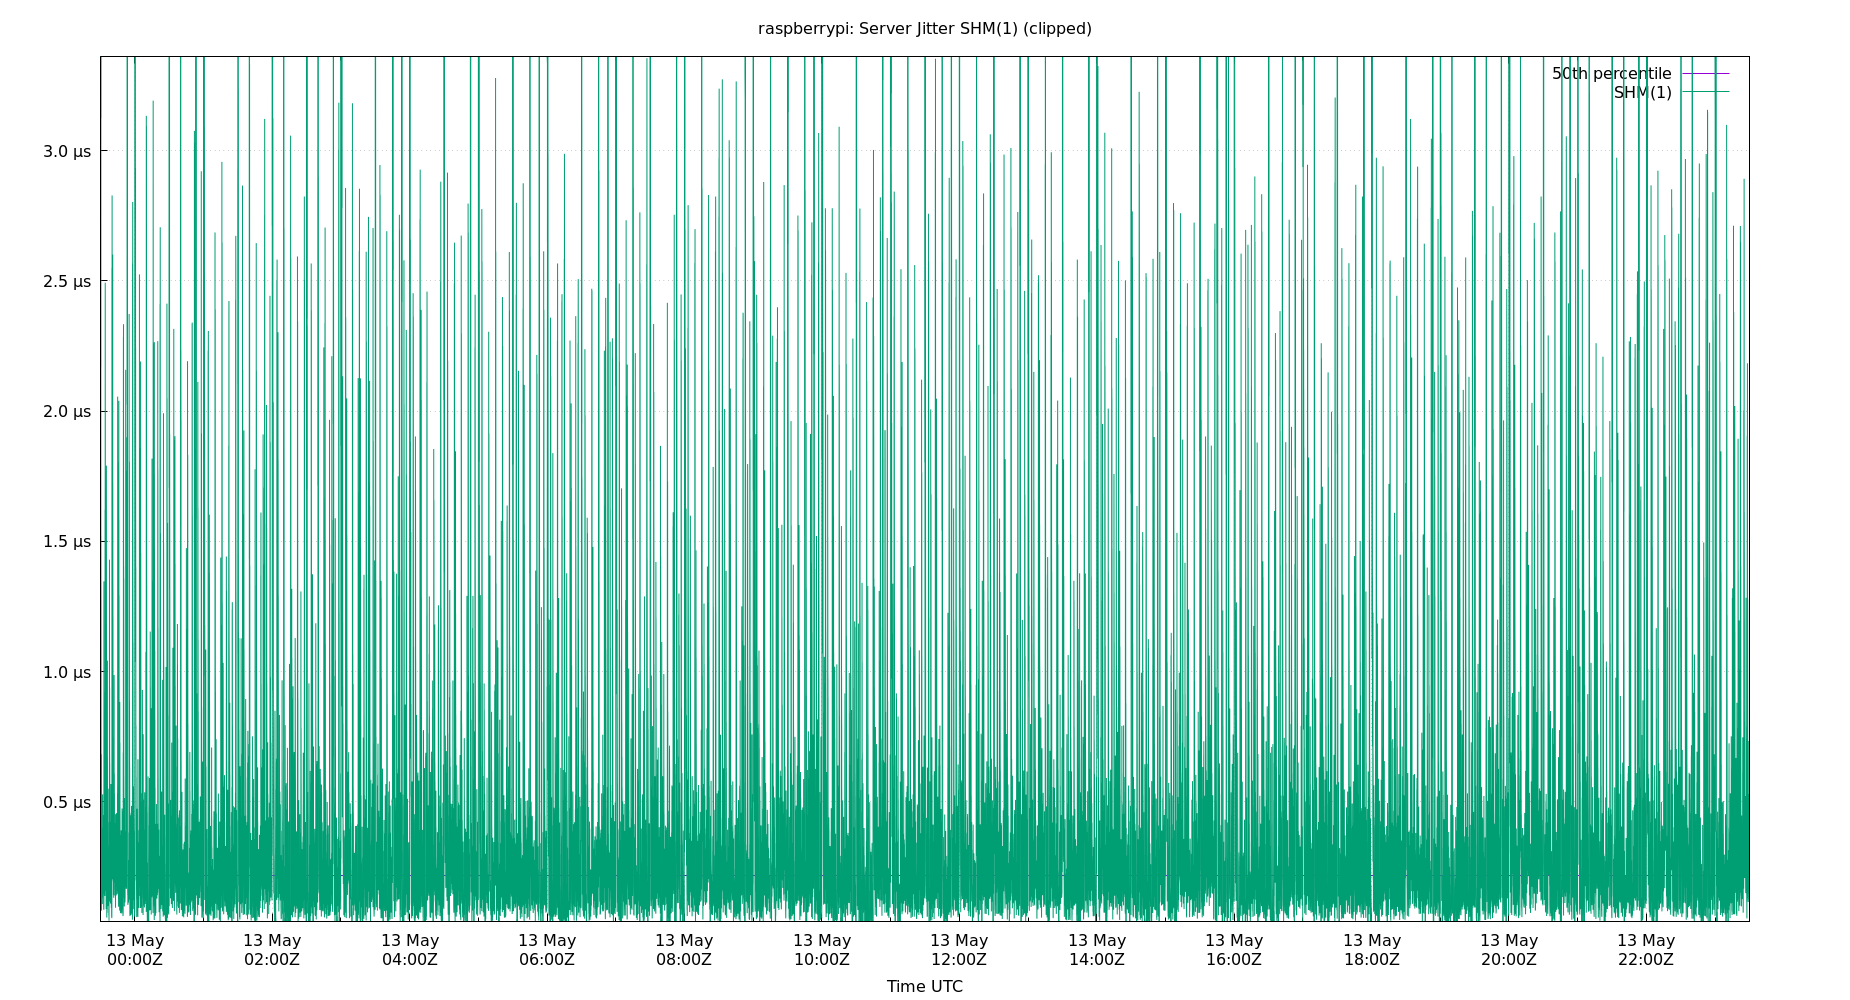 raspberrypi: Server Jitter SHM(1) (clipped)
50th percentile
SHM(1)
3.0 µs
2.5 µs
2.0 µs
1.5 µs
1.0 µs
0.5 µs
13 May 13 May 13 May 13 May 13 May 13 May 13 May 13 May 13 May 13 May 13 May 13 May
00:00Z 02:00Z 04:00Z 06:00Z 08:00Z 10:00Z 12:00Z 14:00Z 16:00Z 18:00Z 20:00Z 22:00Z
Time UTC